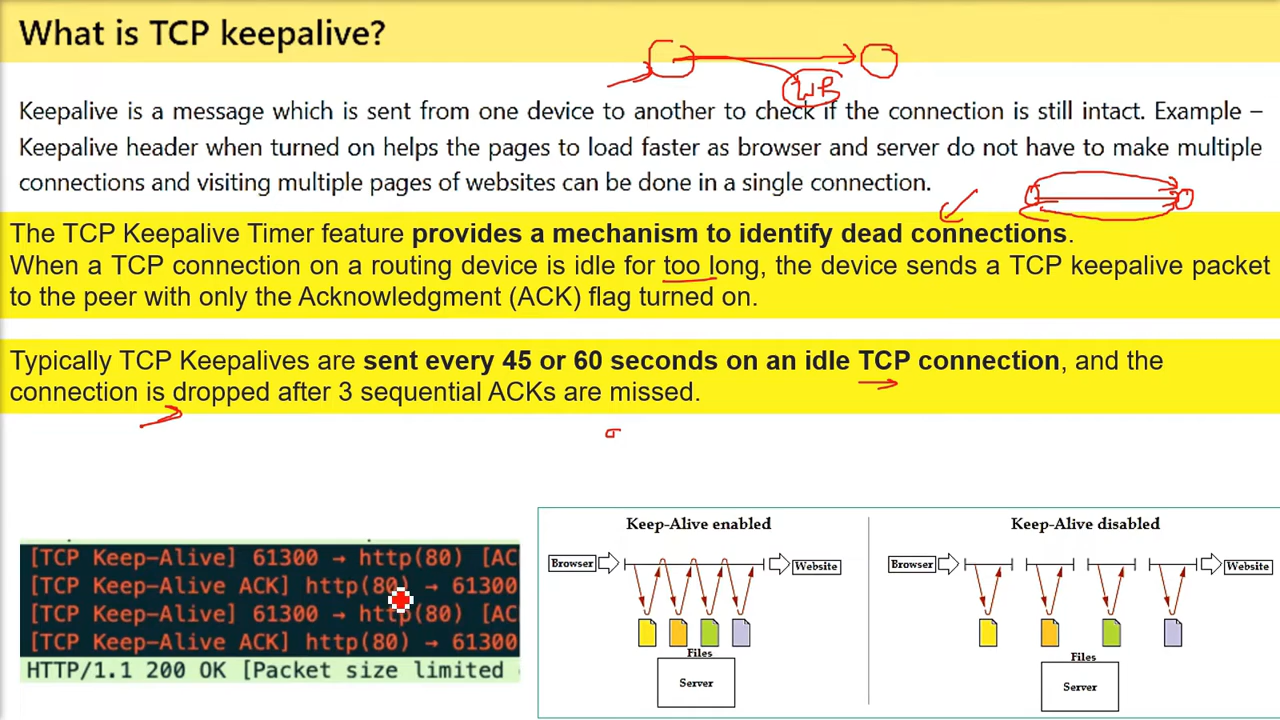 What is TCP keepalive?
WB
Keepalive is a message which is sent from one device to another to check if the connection is still intact. Example –
Keepalive header when turned on helps the pages to load faster as browser and server do not have to make multiple
connections and visiting multiple pages of websites can be done in a single connection.
The TCP Keepalive Timer feature provides a mechanism to identify dead connections.
When a TCP connection on a routing device is idle for too long, the device sends a TCP keepalive packet
to the peer with only the Acknowledgment (ACK) flag turned on.
Typically TCP Keepalives are sent every 45 or 60 seconds on an idle TCP connection, and the
connection is dropped after 3 sequential ACKs are missed.
[TCP Keep-Alive] 61300 → http(80) [AC
[TCP Keep-Alive ACK] http(80) → 61300
[TCP Keep-Alive] 61300 → http(80) [AC
[TCP Keep-Alive ACK] http(80) → 61300
HTTP/1.1 200 OK [Packet size limited
Keep-Alive enabled
Browser
Website
Files
Server
Keep-Alive disabled
Browser
Website
Files
Server